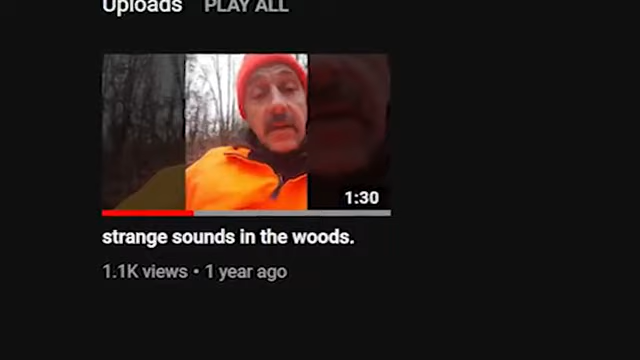 Uploads PLAY ALL
1:30
strange sounds in the woods.
1.1K views • 1 year ago